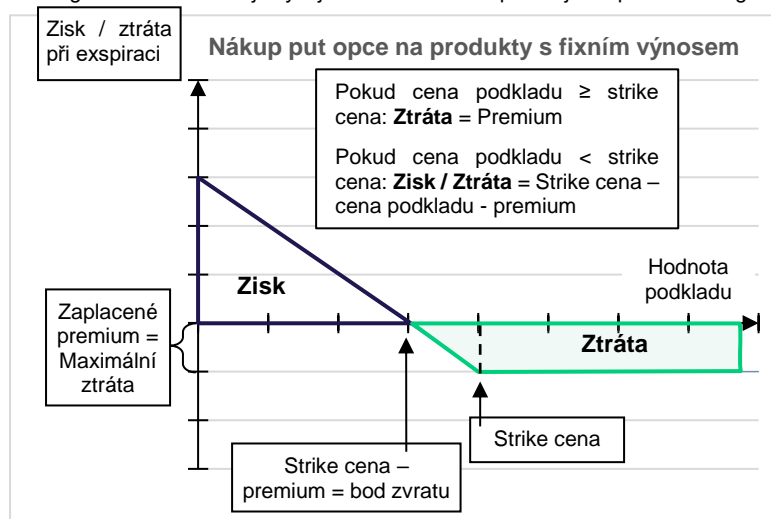 Zisk / ztráta
při exspiraci
Nákup put opce na produkty s fixním výnosem
Pokud cena podkladu ≥ strike
cena: Ztráta = Premium
Pokud cena podkladu < strike
cena: Zisk / Ztráta = Strike cena –
cena podkladu - premium
Hodnota
podkladu
Zisk
Zaplacené
premium =
Maximální
ztráta
Ztráta
Strike cena
Strike cena –
premium = bod zvratu